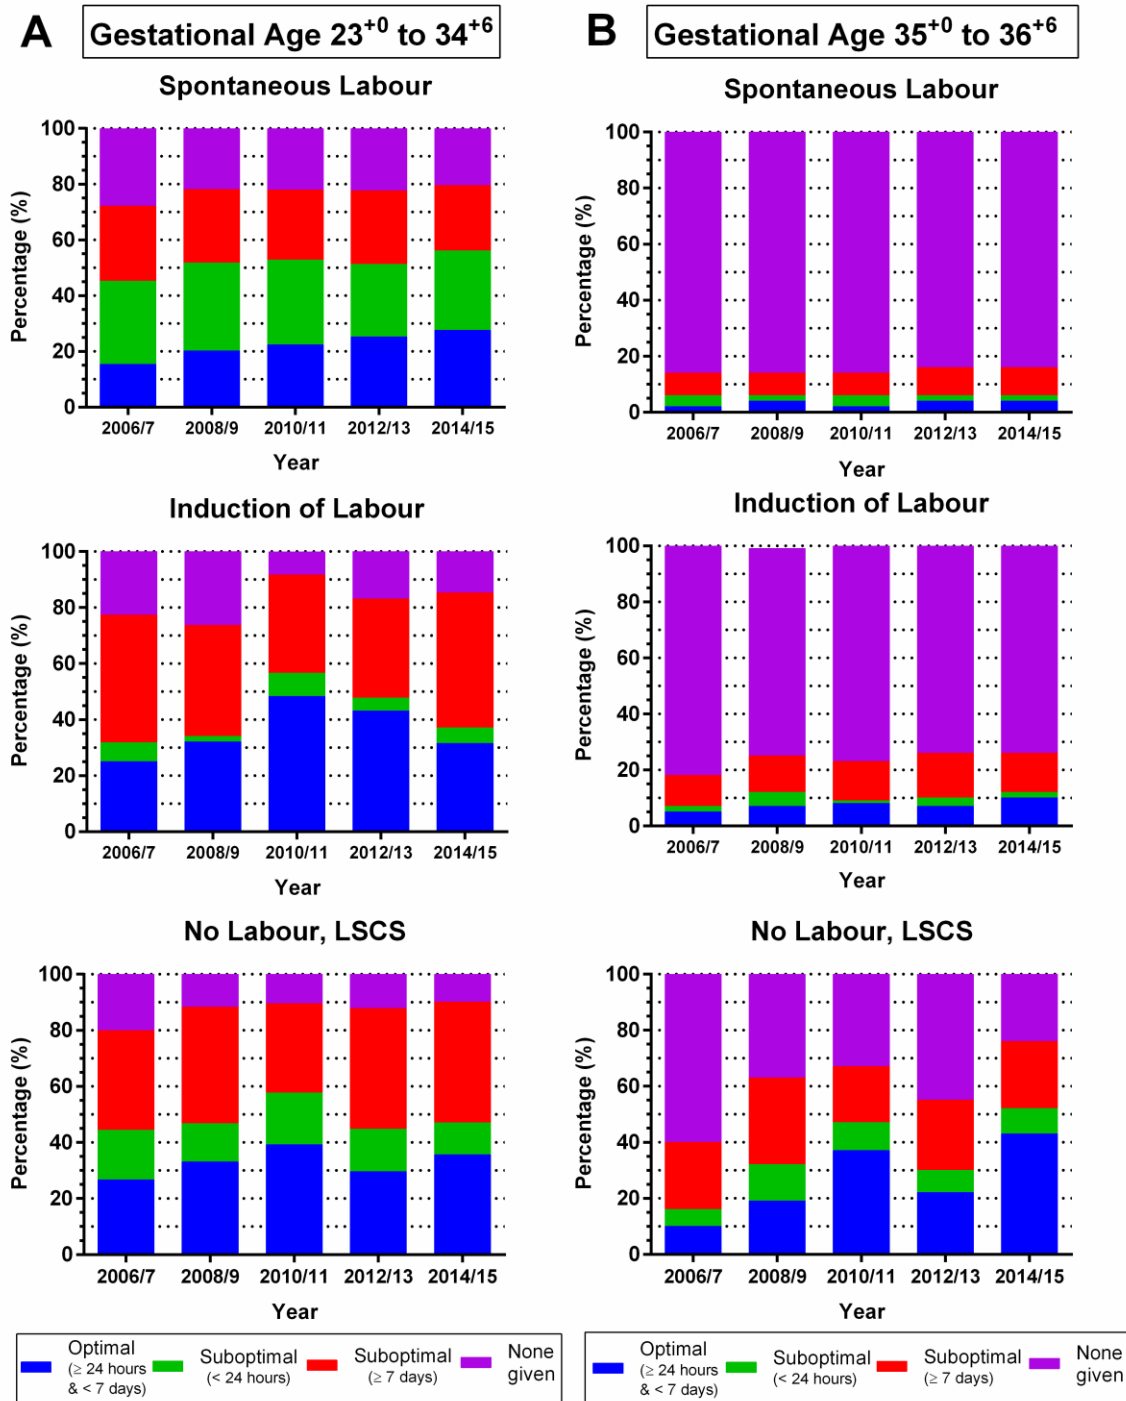 A
Gestational Age 23⁺⁰ to 34⁺⁶
Spontaneous Labour
Percentage (%)
100
80
60
40
20
0
2006/7 2008/9 2010/11 2012/13 2014/15
Year
Induction of Labour
Percentage (%)
100
80
60
40
20
0
2006/7 2008/9 2010/11 2012/13 2014/15
Year
No Labour, LSCS
Percentage (%)
100
80
60
40
20
0
2006/7 2008/9 2010/11 2012/13 2014/15
Year
Optimal
(≥ 24 hours
& < 7 days)
Suboptimal
(< 24 hours)
Suboptimal
(≥ 7 days)
None
given
B
Gestational Age 35⁺⁰ to 36⁺⁶
Spontaneous Labour
Percentage (%)
100
80
60
40
20
0
2006/7 2008/9 2010/11 2012/13 2014/15
Year
Induction of Labour
Percentage (%)
100
80
60
40
20
0
2006/7 2008/9 2010/11 2012/13 2014/15
Year
No Labour, LSCS
Percentage (%)
100
80
60
40
20
0
2006/7 2008/9 2010/11 2012/13 2014/15
Year
Optimal
(≥ 24 hours
& < 7 days)
Suboptimal
(< 24 hours)
Suboptimal
(≥ 7 days)
None
given